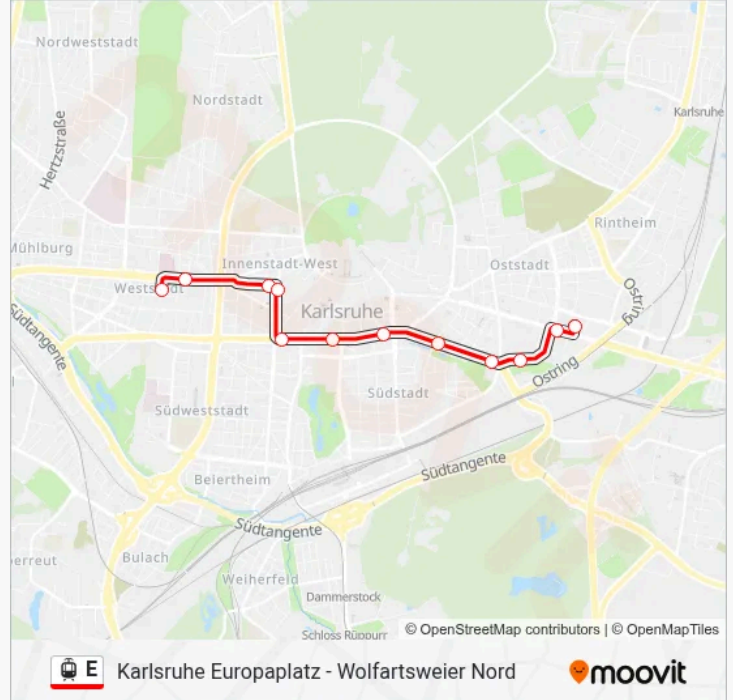 Nordweststadt
Nordstadt
Karlsruhe
Hertzstraße
Rintheim
Mühlburg
Innenstadt-West
Oststadt
Ostring
Südtangente
Karlsruhe
Ostring
Südstadt
Südweststadt
Südtangente
Beiertheim
Südtangente
Bulach
Weiherfeld
Dammerstock
Schloss Rüppurr
© OpenStreetMap contributors | © OpenMapTiles
E Karlsruhe Europaplatz - Wolfartsweier Nord
moovit